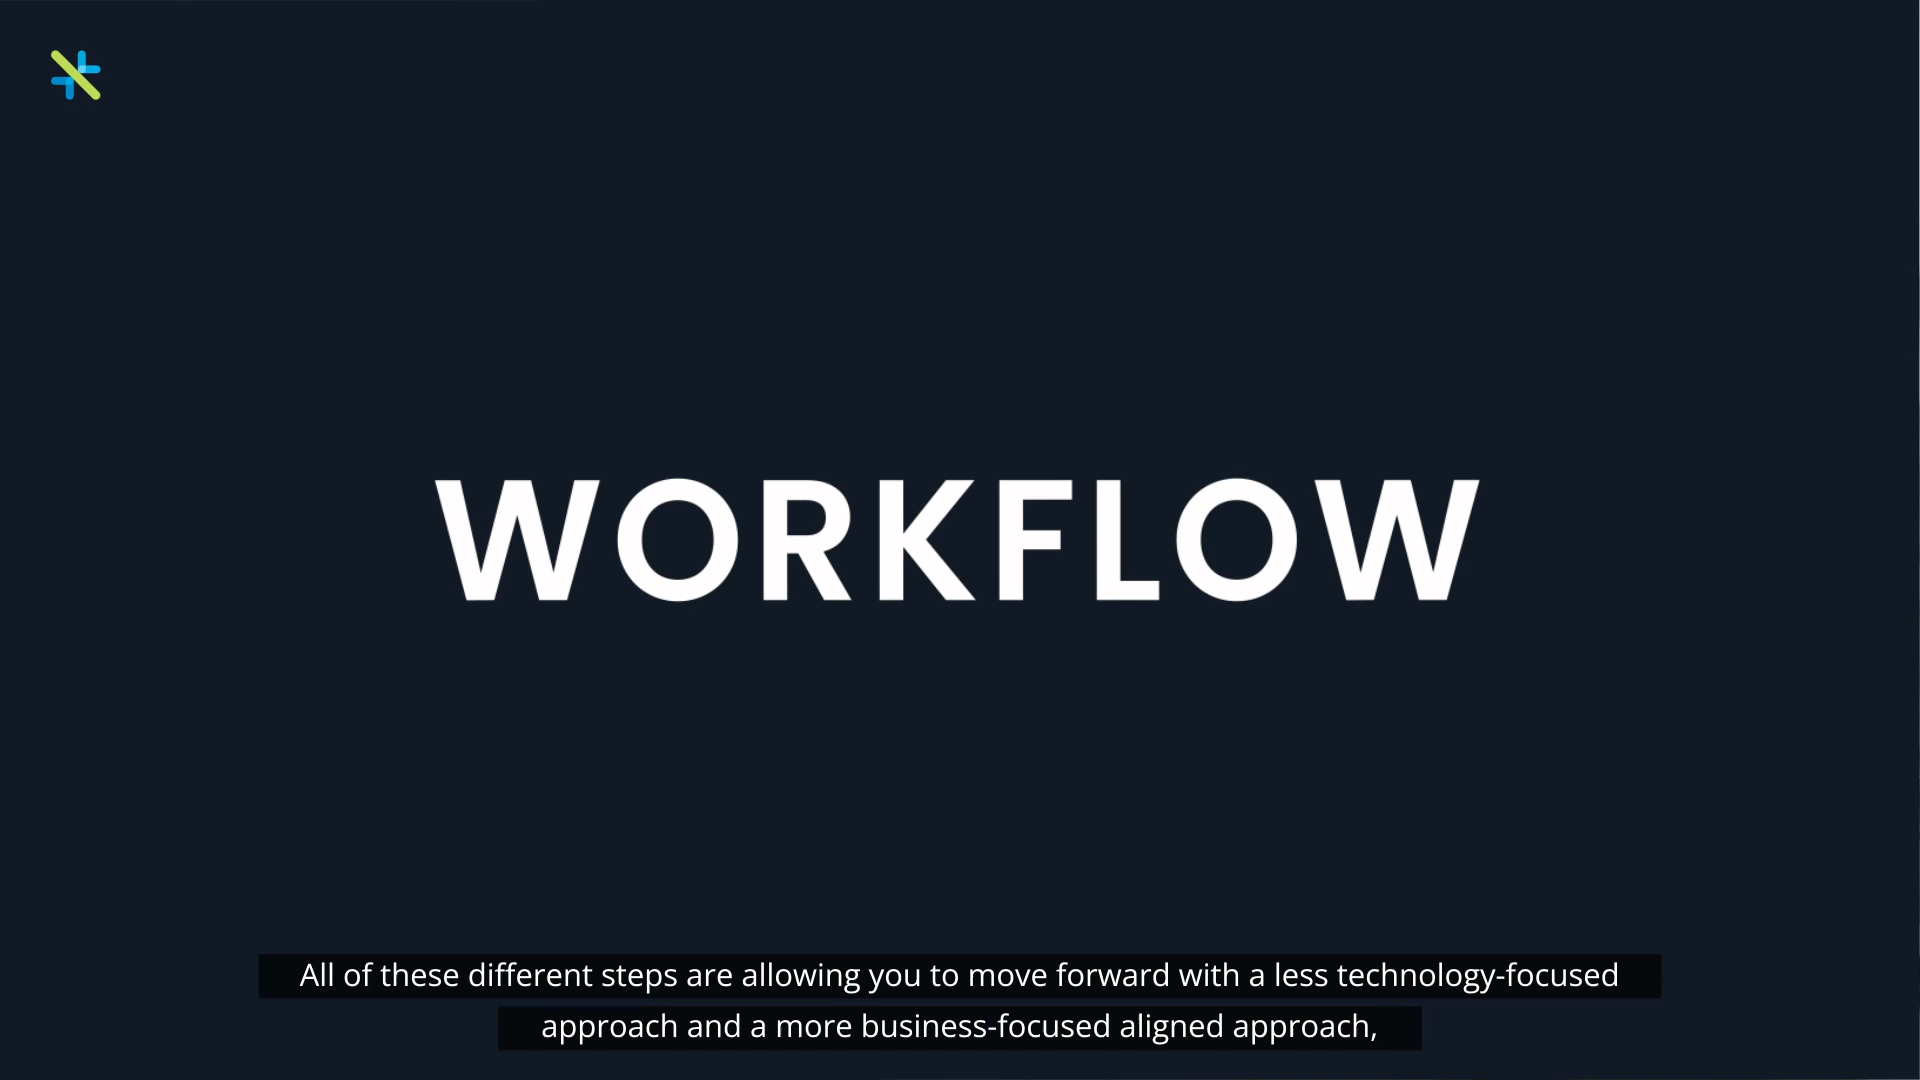 WORKFLOW
All of these different steps are allowing you to move forward with a less technology-focused
approach and a more business-focused aligned approach,